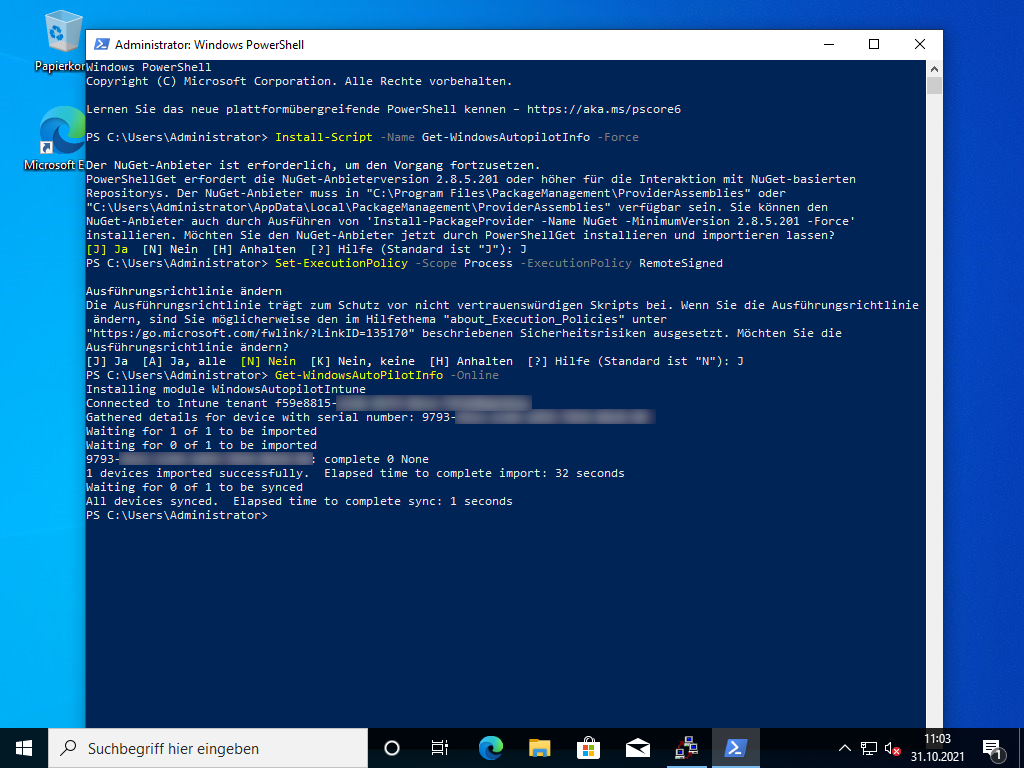 Papierkor
Microsoft E
Administrator: Windows PowerShell
Windows PowerShell
Copyright (C) Microsoft Corporation. Alle Rechte vorbehalten.
Lernen Sie das neue plattformübergreifende PowerShell kennen – https://aka.ms/pscore6
PS C:\Users\Administrator> Install-Script -Name Get-WindowsAutopilotInfo -Force
Der NuGet-Anbieter ist erforderlich, um den Vorgang fortzusetzen.
PowerShellGet erfordert die NuGet-Anbieterversion 2.8.5.201 oder höher für die Interaktion mit NuGet-basierten
Repositorys. Der NuGet-Anbieter muss in "C:\Program Files\PackageManagement\ProviderAssemblies" oder
"C:\Users\Administrator\AppData\Local\PackageManagement\ProviderAssemblies" verfügbar sein. Sie können den
NuGet-Anbieter auch durch Ausführen von 'Install-PackageProvider -Name NuGet -MinimumVersion 2.8.5.201 -Force'
installieren. Möchten Sie den NuGet-Anbieter jetzt durch PowerShellGet installieren und importieren lassen?
[J] Ja  [N] Nein  [H] Anhalten  [?] Hilfe (Standard ist "J"): J
PS C:\Users\Administrator> Set-ExecutionPolicy -Scope Process -ExecutionPolicy RemoteSigned
Ausführungsrichtlinie ändern
Die Ausführungsrichtlinie trägt zum Schutz vor nicht vertrauenswürdigen Skripts bei. Wenn Sie die Ausführungsrichtlinie
ändern, sind Sie möglicherweise den im Hilfethema "about_Execution_Policies" unter
"https:/go.microsoft.com/fwlink/?LinkID=135170" beschriebenen Sicherheitsrisiken ausgesetzt. Möchten Sie die
Ausführungsrichtlinie ändern?
[J] Ja  [A] Ja, alle  [N] Nein  [K] Nein, keine  [H] Anhalten  [?] Hilfe (Standard ist "N"): J
PS C:\Users\Administrator> Get-WindowsAutoPilotInfo -Online
Installing module WindowsAutopilotIntune
Connected to Intune tenant f59e8815-
Gathered details for device with serial number: 9793-
Waiting for 1 of 1 to be imported
Waiting for 0 of 1 to be imported
9793- : complete 0 None
1 devices imported successfully.  Elapsed time to complete import: 32 seconds
Waiting for 0 of 1 to be synced
All devices synced.  Elapsed time to complete sync: 1 seconds
PS C:\Users\Administrator>
Suchbegriff hier eingeben
11:03
31.10.2021
1